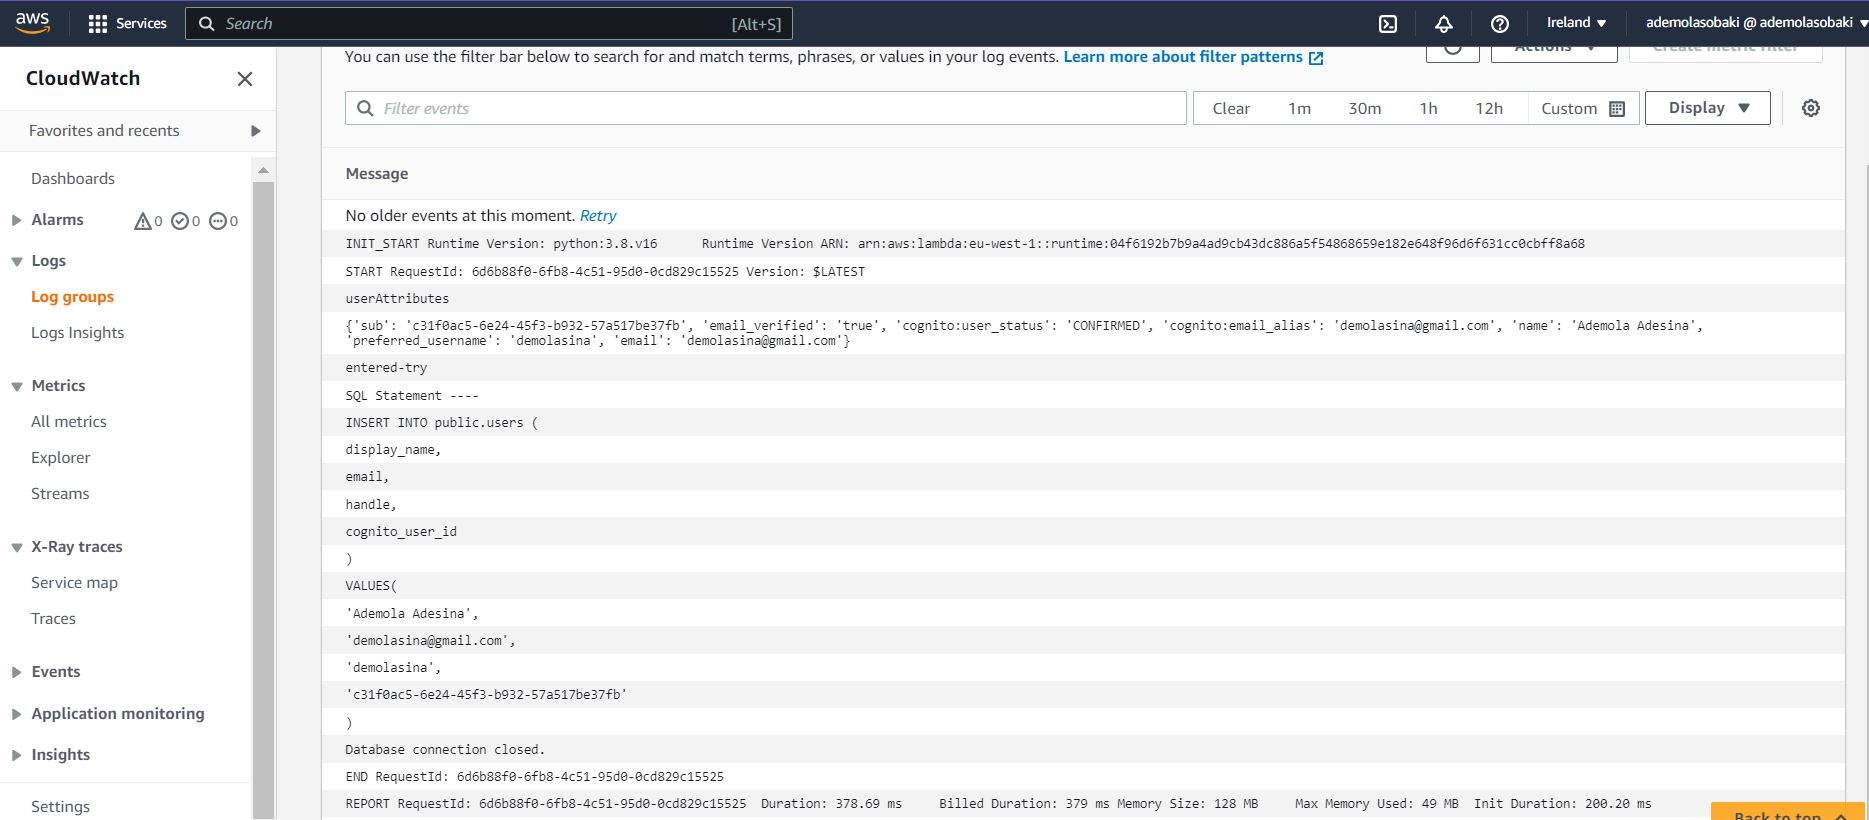 aws
Services
Search
[Alt+S]
Ireland
ademolasobaki @ ademolasobaki
CloudWatch
Favorites and recents
Dashboards
Alarms 0 0 0
Logs
Log groups
Logs Insights
Metrics
All metrics
Explorer
Streams
X-Ray traces
Service map
Traces
Events
Application monitoring
Insights
Settings
You can use the filter bar below to search for and match terms, phrases, or values in your log events. Learn more about filter patterns
Actions
Create metric filter
Filter events
Clear 1m 30m 1h 12h Custom
Display
Message
No older events at this moment. Retry
INIT_START Runtime Version: python:3.8.v16 Runtime Version ARN: arn:aws:lambda:eu-west-1::runtime:04f6192b7b9a4ad9cb43dc886a5f54868659e182e648f96d6f631cc0cbff8a68
START RequestId: 6d6b88f0-6fb8-4c51-95d0-0cd829c15525 Version: $LATEST
userAttributes
{'sub': 'c31f0ac5-6e24-45f3-b932-57a517be37fb', 'email_verified': 'true', 'cognito:user_status': 'CONFIRMED', 'cognito:email_alias': 'demolasina@gmail.com', 'name': 'Ademola Adesina',
'preferred_username': 'demolasina', 'email': 'demolasina@gmail.com'}
entered-try
SQL Statement ----
INSERT INTO public.users (
display_name,
email,
handle,
cognito_user_id
)
VALUES(
'Ademola Adesina',
'demolasina@gmail.com',
'demolasina',
'c31f0ac5-6e24-45f3-b932-57a517be37fb'
)
Database connection closed.
END RequestId: 6d6b88f0-6fb8-4c51-95d0-0cd829c15525
REPORT RequestId: 6d6b88f0-6fb8-4c51-95d0-0cd829c15525 Duration: 378.69 ms Billed Duration: 379 ms Memory Size: 128 MB Max Memory Used: 49 MB Init Duration: 200.20 ms
Back to top